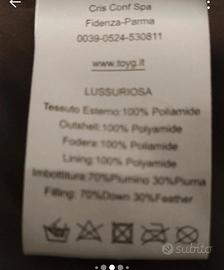 Cris Conf Spa
Fidenza-Parma
0039-0524-530811
www.toyg.it
LUSSURIOSA
Tessuto Esterno:100% Poliamide
Outshell:100% Polyamide
Fodera:100% Poliamide
Lining:100% Polyamide
Imbottitura:70%Piumino 30%Piuma
Filling: 70%Down 30%Feather
subito